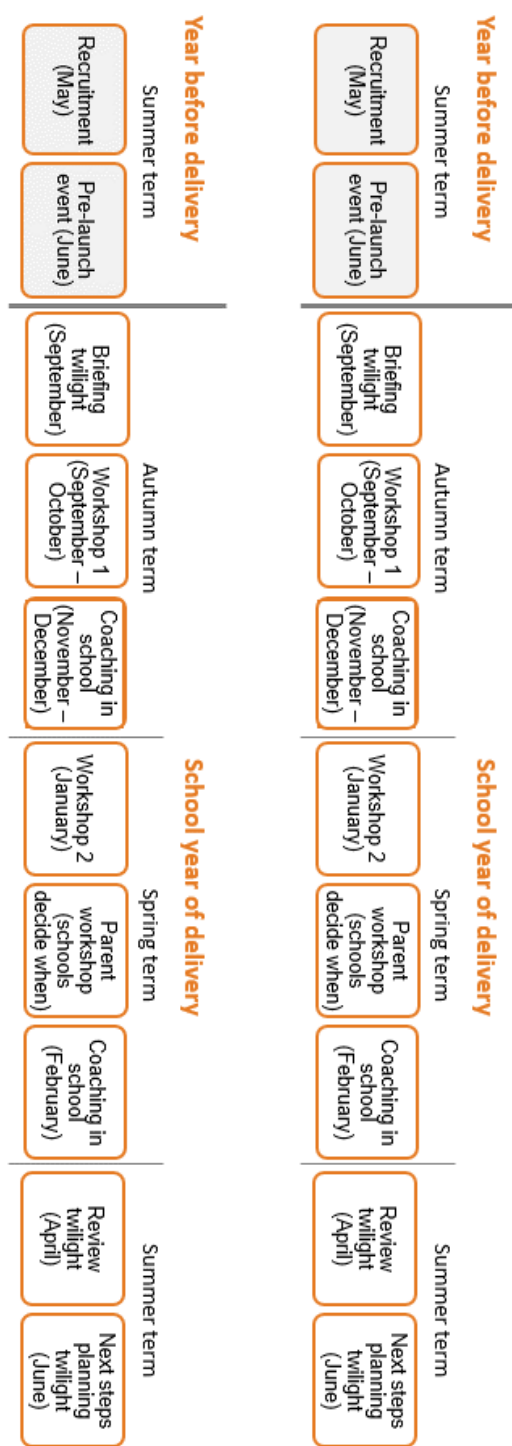 Year before delivery
School year of delivery
Summer term
Autumn term
Spring term
Summer term
Recruitment
(May)
Pre-launch
event (June)
Briefing
twilight
(September)
Workshop 1
(September –
October)
Coaching in
school
(November –
December)
Workshop 2
(January)
Parent
workshop
(schools
decide when)
Coaching in
school
(February)
Review
twilight
(April)
Next steps
planning
twilight
(June)
Year before delivery
School year of delivery
Summer term
Autumn term
Spring term
Summer term
Recruitment
(May)
Pre-launch
event (June)
Briefing
twilight
(September)
Workshop 1
(September –
October)
Coaching in
school
(November –
December)
Workshop 2
(January)
Parent
workshop
(schools
decide when)
Coaching in
school
(February)
Review
twilight
(April)
Next steps
planning
twilight
(June)